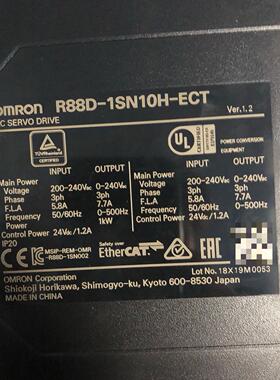 OMRON R88D-1SN10H-ECT
AC SERVO DRIVE Ver.1.2
TÜVRheinland
CERTIFIED
UL
POWER CONVERSION EQUIPMENT
INPUT OUTPUT
Main Power
Voltage 200-240Vac 0-240Vac
Phase 3ph 3ph
F.L.A 5.8A 7.7A
Frequency 50/60Hz 0-500Hz
Power 1kW
Control Power 24Vdc/1.2A
INPUT OUTPUT
Main Power
Voltage 200-240Vac 0-240Vac
Phase 3ph 3ph
F.L.A 5.8A 7.7A
Frequency 50/60Hz 0-500Hz
Control Power 24Vdc/1.2A
IP20
MSIP-REM-OMR
-R88D-1SN002
Safety over
EtherCAT
CE EAC
OMRON Corporation Lot No.18X19M0053
Shiokoji Horikawa, Shimogyo-ku, Kyoto 600-8530 Japan
MADE IN CHINA